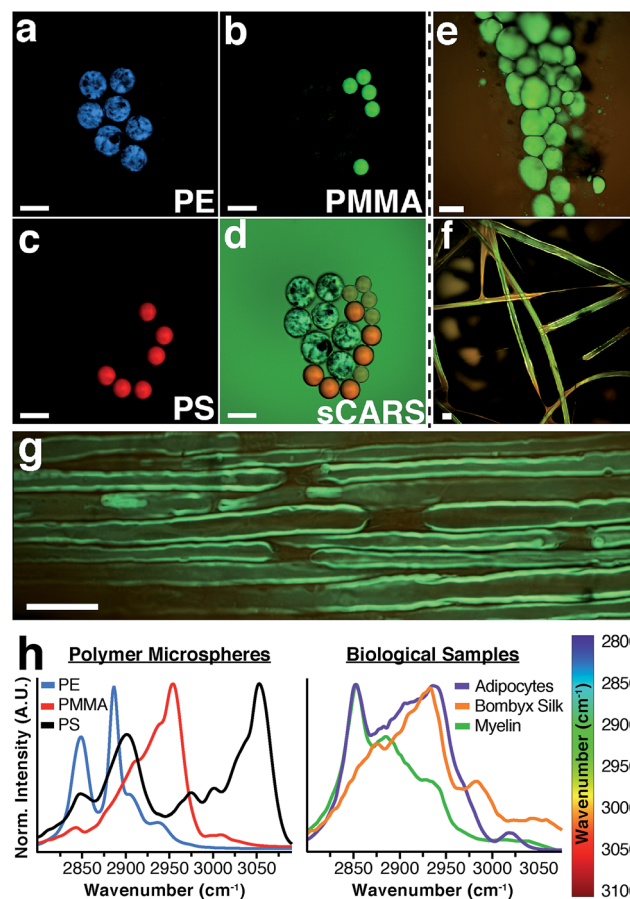 a
PE
b
PMMA
c
PS
d
sCARS
e
f
g
h
Polymer Microspheres
PE
PMMA
PS
Norm. Intensity (A.U.)
2850 2900 2950 3000 3050
Wavenumber (cm⁻¹)
Biological Samples
Adipocytes
Bombyx Silk
Myelin
2850 2900 2950 3000 3050
Wavenumber (cm⁻¹)
Wavenumber (cm⁻¹)
2800
2850
2900
2950
3000
3050
3100